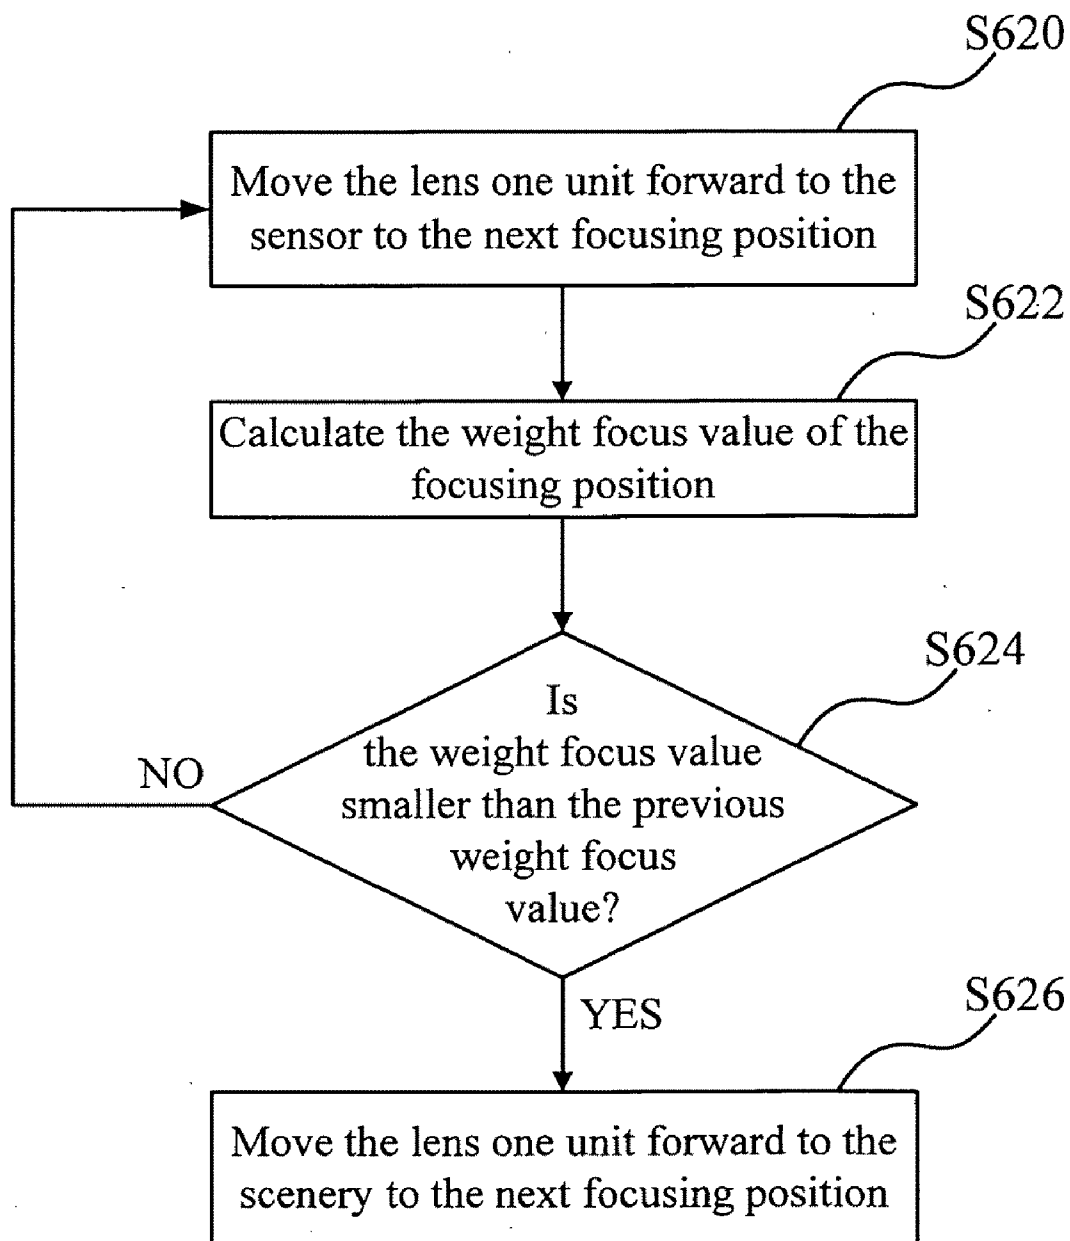 S620
Move the lens one unit forward to the
sensor to the next focusing position
S622
Calculate the weight focus value of the
focusing position
S624
Is
the weight focus value
smaller than the previous
weight focus
value?
NO
YES
S626
Move the lens one unit forward to the
scenery to the next focusing position